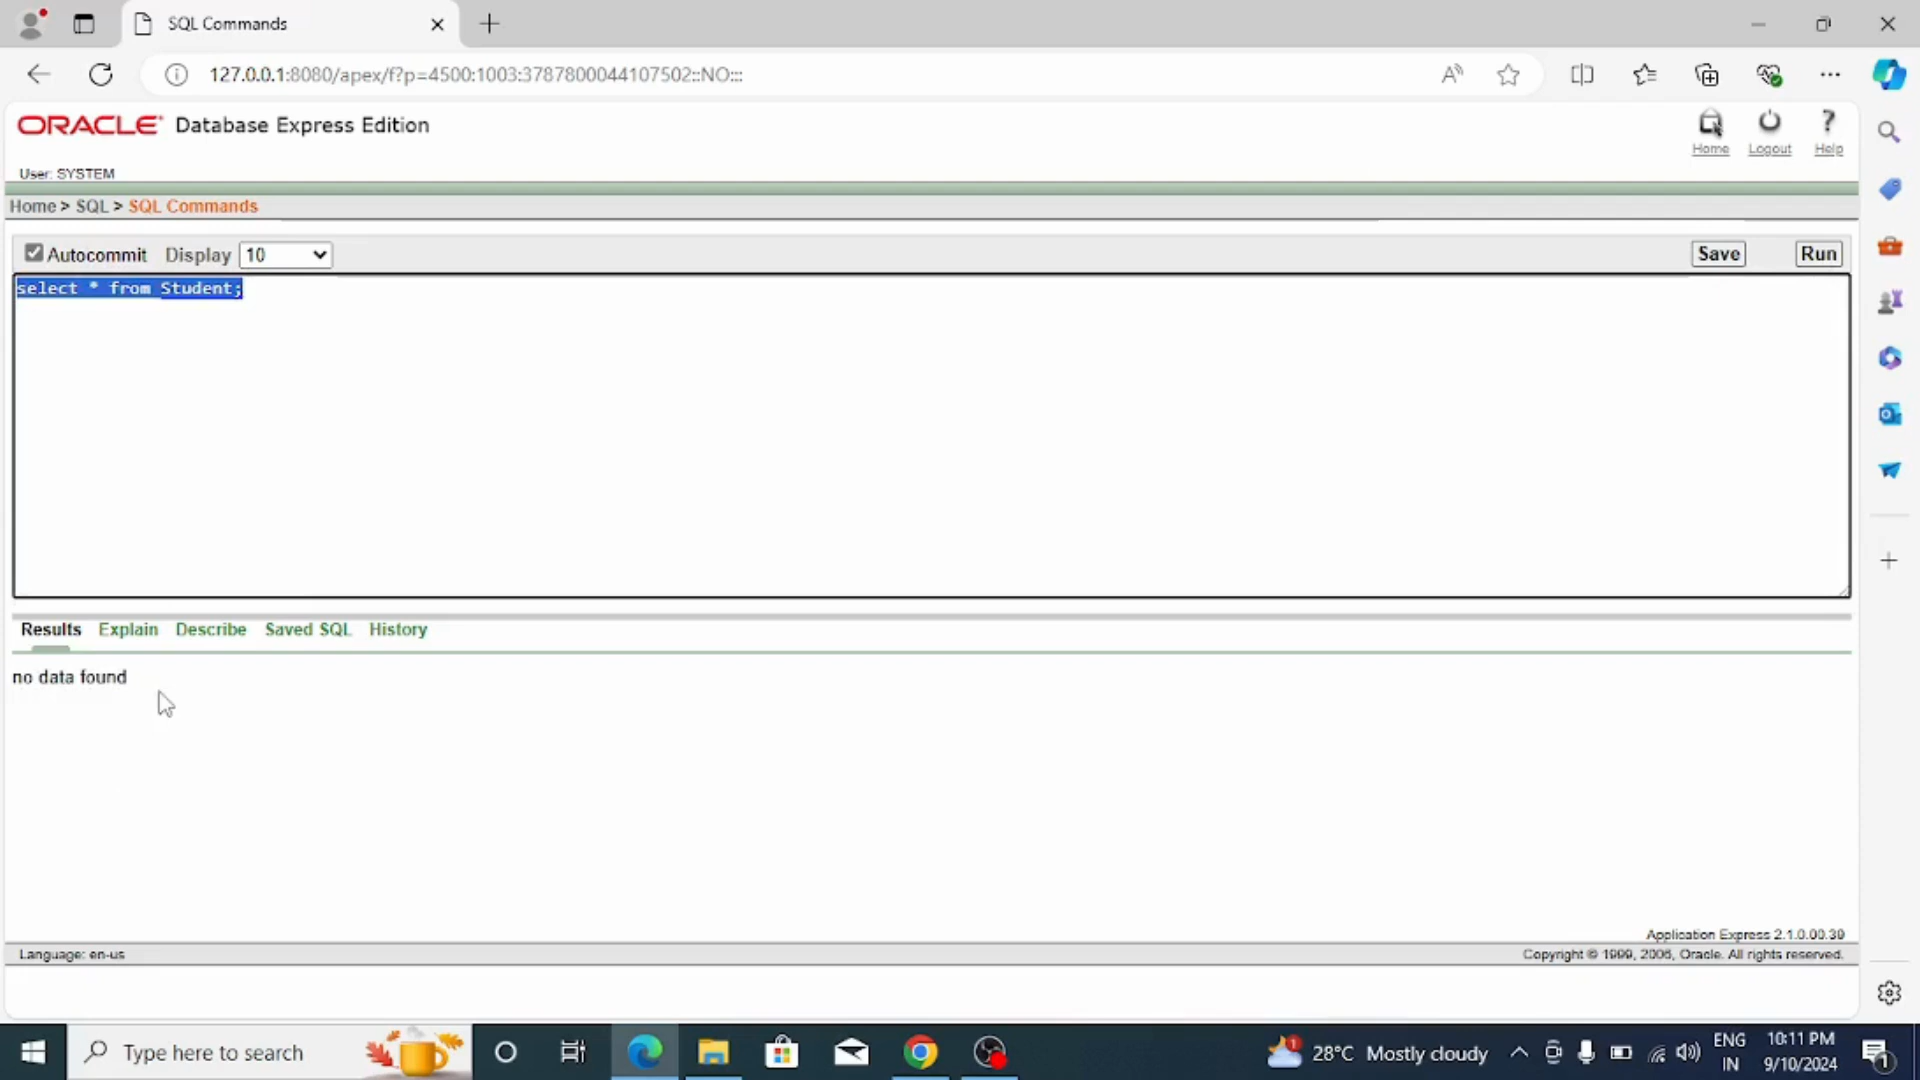 SQL Commands
127.0.0.1:8080/apex/f?p=4500:1003:3787800044107502::NO:::
ORACLE Database Express Edition
Home Logout Help
User: SYSTEM
Home > SQL > SQL Commands
Autocommit Display 10 Save Run
select * from Student;
Results Explain Describe Saved SQL History
no data found
Application Express 2.1.0.00.39
Language: en-us Copyright © 1999, 2006, Oracle. All rights reserved.
Type here to search 28°C Mostly cloudy ENG 10:11 PM
IN 9/10/2024